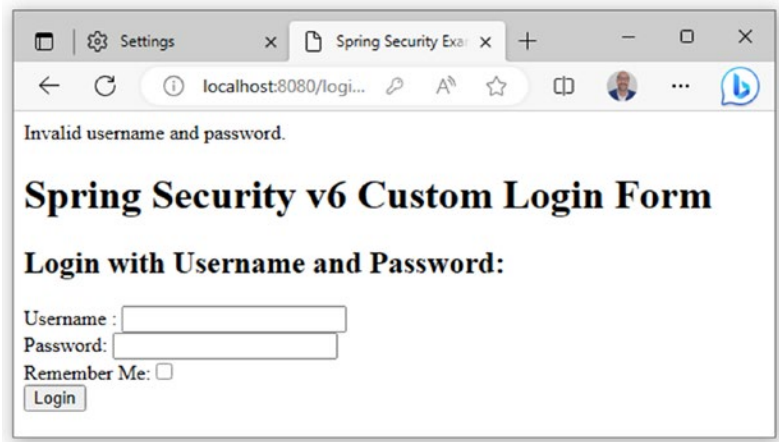 Settings
Spring Security Exa
localhost:8080/logi...
Invalid username and password.
Spring Security v6 Custom Login Form
Login with Username and Password:
Username :
Password:
Remember Me:
Login